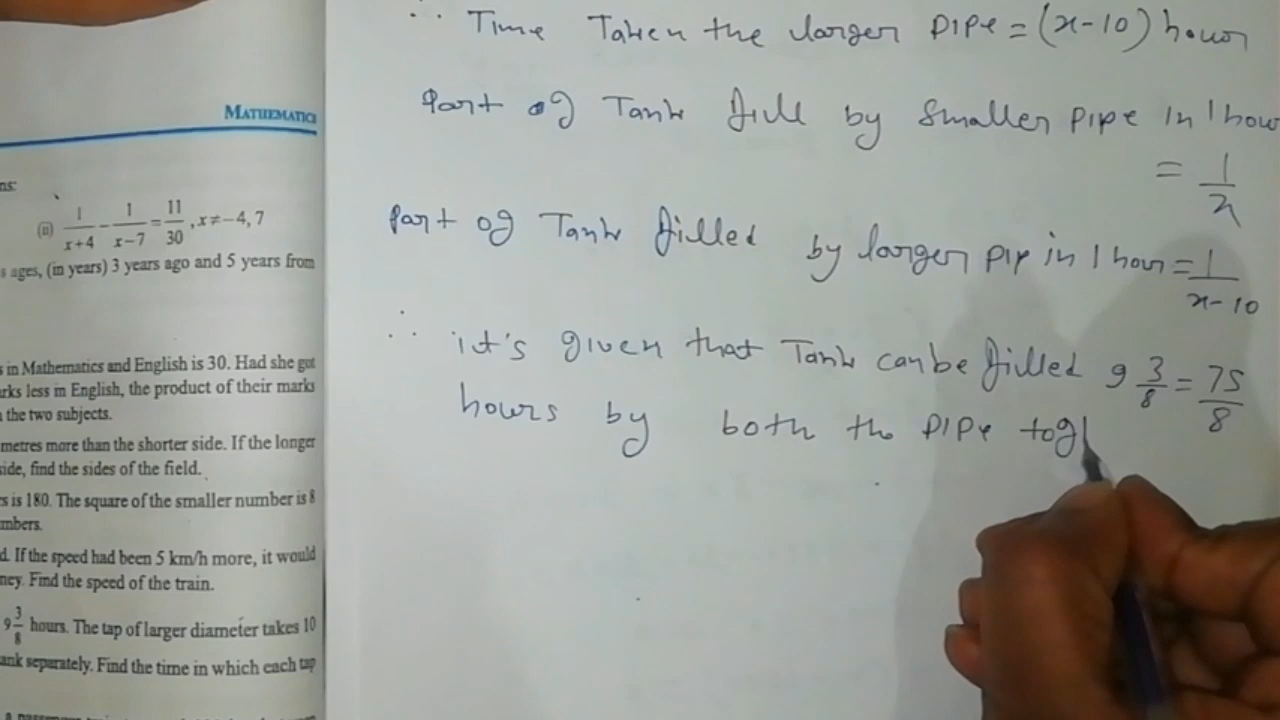 MATHEMATICS
ns:
(ii) 1/(x+4) - 1/(x-7) = 11/30, x ≠ -4, 7
s ages, (in years) 3 years ago and 5 years from
s in Mathematics and English is 30. Had she got
arks less in English, the product of their marks
the two subjects.
metres more than the shorter side. If the longer
side, find the sides of the field.
rs is 180. The square of the smaller number is 8
mbers.
d. If the speed had been 5 km/h more, it would
ney. Find the speed of the train.
9 3/8 hours. The tap of larger diameter takes 10
ank separately. Find the time in which each tap
∴ Time Taken the larger pipe = (x-10) hour
Part of Tank fill by smaller pipe in 1 hour
= 1/x
Part of Tank filled by larger pip in 1 hour = 1/(x-10)
∴ it's given that Tank can be filled 9 3/8 = 75/8
hours by both the pipe tog